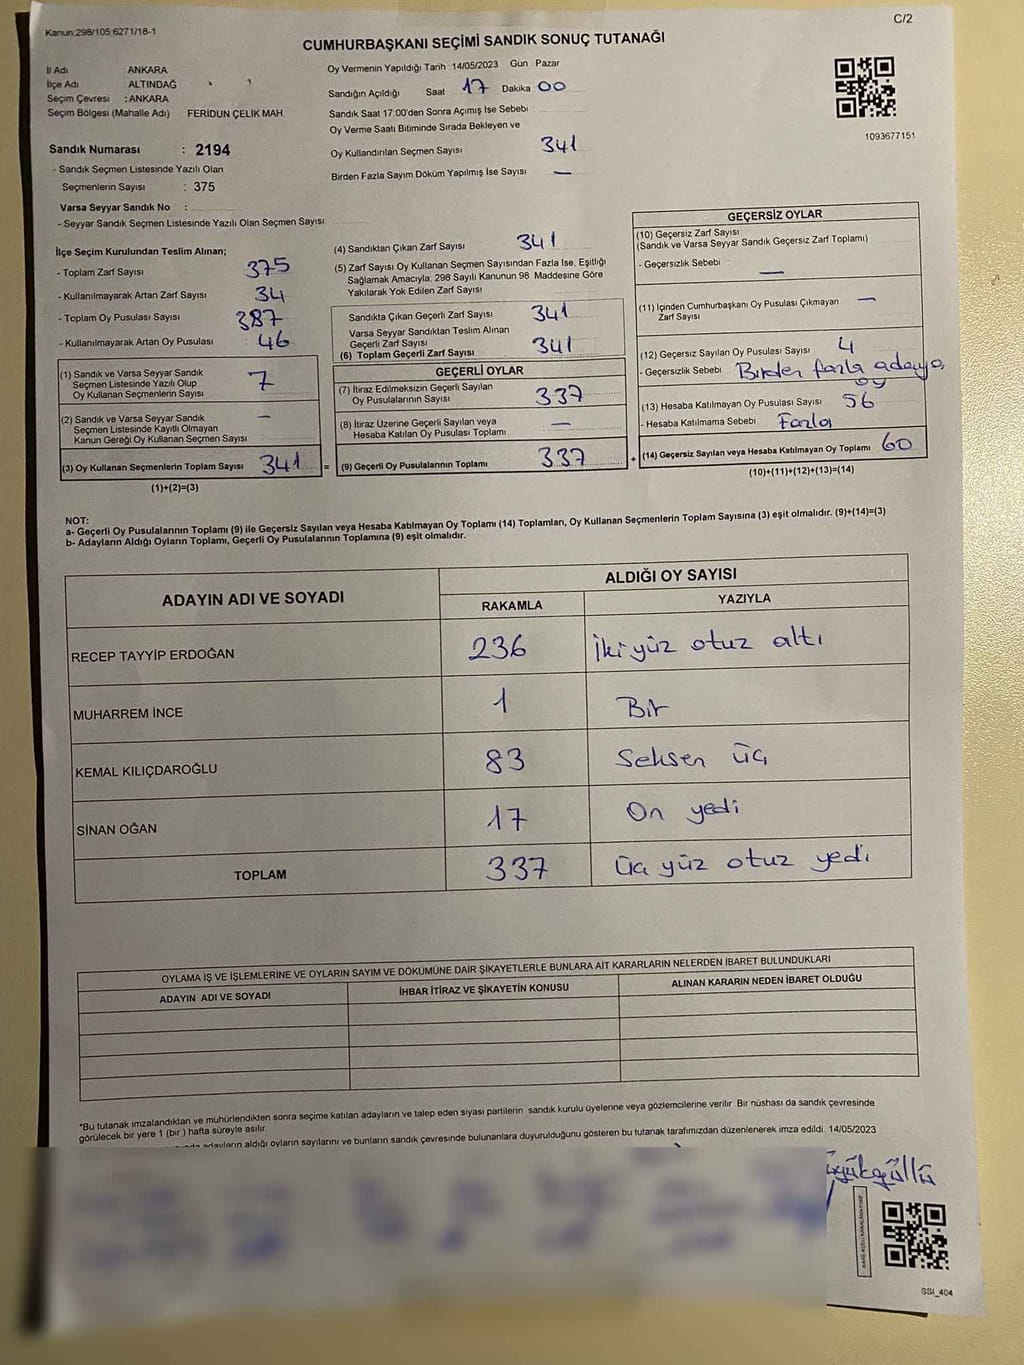 Kanun:298/105;6271/18-1
C/2
CUMHURBAŞKANI SEÇİMİ SANDIK SONUÇ TUTANAĞI
İl Adı ANKARA
İlçe Adı ALTINDAĞ
Seçim Çevresi : ANKARA
Seçim Bölgesi (Mahalle Adı) FERİDUN ÇELİK MAH
Sandık Numarası : 2194
- Sandık Seçmen Listesinde Yazılı Olan
Seçmenlerin Sayısı : 375
Varsa Seyyar Sandık No :
- Seyyar Sandık Seçmen Listesinde Yazılı Olan Seçmen Sayısı
Oy Vermenin Yapıldığı Tarih : 14/05/2023 Gün Pazar
Sandığın Açıldığı Saat 17 Dakika 00
Sandık Saat 17:00'den Sonra Açımış İse Sebebi
Oy Verme Saati Bitiminde Sırada Bekleyen ve
Oy Kullandırılan Seçmen Sayısı 341
Birden Fazla Sayım Döküm Yapılmış İse Sayısı —
1093677151
İlçe Seçim Kurulundan Teslim Alınan;
- Toplam Zarf Sayısı 375
- Kullanılmayarak Artan Zarf Sayısı 34
- Toplam Oy Pusulası Sayısı 387
- Kullanılmayarak Artan Oy Pusulası : 46
(1) Sandık ve Varsa Seyyar Sandık
Seçmen Listesinde Yazılı Olup
Oy Kullanan Seçmenlerin Sayısı 7
(2) Sandık ve Varsa Seyyar Sandık
Seçmen Listesinde Kayıtlı Olmayan
Kanun Gereği Oy Kullanan Seçmen Sayısı —
(3) Oy Kullanan Seçmenlerin Toplam Sayısı 341
(1)+(2)=(3)
(4) Sandıktan Çıkan Zarf Sayısı 341
(5) Zarf Sayısı Oy Kullanan Seçmen Sayısından Fazla İse, Eşitliği
Sağlamak Amacıyla; 298 Sayılı Kanunun 98. Maddesine Göre
Yakılarak Yok Edilen Zarf Sayısı
Sandıkta Çıkan Geçerli Zarf Sayısı 341
Varsa Seyyar Sandıktan Teslim Alınan
Geçerli Zarf Sayısı
(6) Toplam Geçerli Zarf Sayısı 341
GEÇERLİ OYLAR
(7) İtiraz Edilmeksizin Geçerli Sayılan
Oy Pusulalarının Sayısı 337
(8) İtiraz Üzerine Geçerli Sayılan veya
Hesaba Katılan Oy Pusulası Toplamı —
= (9) Geçerli Oy Pusulalarının Toplamı 337
GEÇERSİZ OYLAR
(10) Geçersiz Zarf Sayısı
(Sandık ve Varsa Seyyar Sandık Geçersiz Zarf Toplamı)
- Geçersizlik Sebebi —
(11) İçinden Cumhurbaşkanı Oy Pusulası Çıkmayan —
Zarf Sayısı
(12) Geçersiz Sayılan Oy Pusulası Sayısı 4
- Geçersizlik Sebebi Birden fazla adaya
oy
(13) Hesaba Katılmayan Oy Pusulası Sayısı 56
- Hesaba Katılmama Sebebi Fazla
+ (14) Geçersiz Sayılan veya Hesaba Katılmayan Oy Toplamı 60
(10)+(11)+(12)+(13)=(14)
NOT:
a- Geçerli Oy Pusulalarının Toplamı (9) ile Geçersiz Sayılan veya Hesaba Katılmayan Oy Toplamı (14) Toplamları, Oy Kullanan Seçmenlerin Toplam Sayısına (3) eşit olmalıdır. (9)+(14)=(3)
b- Adayların Aldığı Oyların Toplamı, Geçerli Oy Pusulalarının Toplamına (9) eşit olmalıdır.
ADAYIN ADI VE SOYADI ALDIĞI OY SAYISI
RAKAMLA YAZIYLA
RECEP TAYYİP ERDOĞAN 236 İki yüz otuz altı
MUHARREM İNCE 1 Bir
KEMAL KILIÇDAROĞLU 83 Seksen üç
SİNAN OĞAN 17 On yedi
TOPLAM 337 üç yüz otuz yedi
OYLAMA İŞ VE İŞLEMLERİNE VE OYLARIN SAYIM VE DÖKÜMÜNE DAİR ŞİKAYETLERLE BUNLARA AİT KARARLARIN NELERDEN İBARET BULUNDUKLARI
ADAYIN ADI VE SOYADI İHBAR İTİRAZ VE ŞİKAYETİN KONUSU ALINAN KARARIN NEDEN İBARET OLDUĞU
*Bu tutanak imzalandıktan ve mühürlendikten sonra seçime katılan adayların ve talep eden siyasi partilerin sandık kurulu üyelerine veya gözlemcilerine verilir. Bir nüshası da sandık çevresinde
görülecek bir yere 1 (bir) hafta süreyle asılır.
adayların aldığı oyların sayılarını ve bunların sandık çevresinde bulunanlara duyurulduğunu gösteren bu tutanak tarafımızdan düzenlenerek imza edildi. 14/05/2023
SSI_404